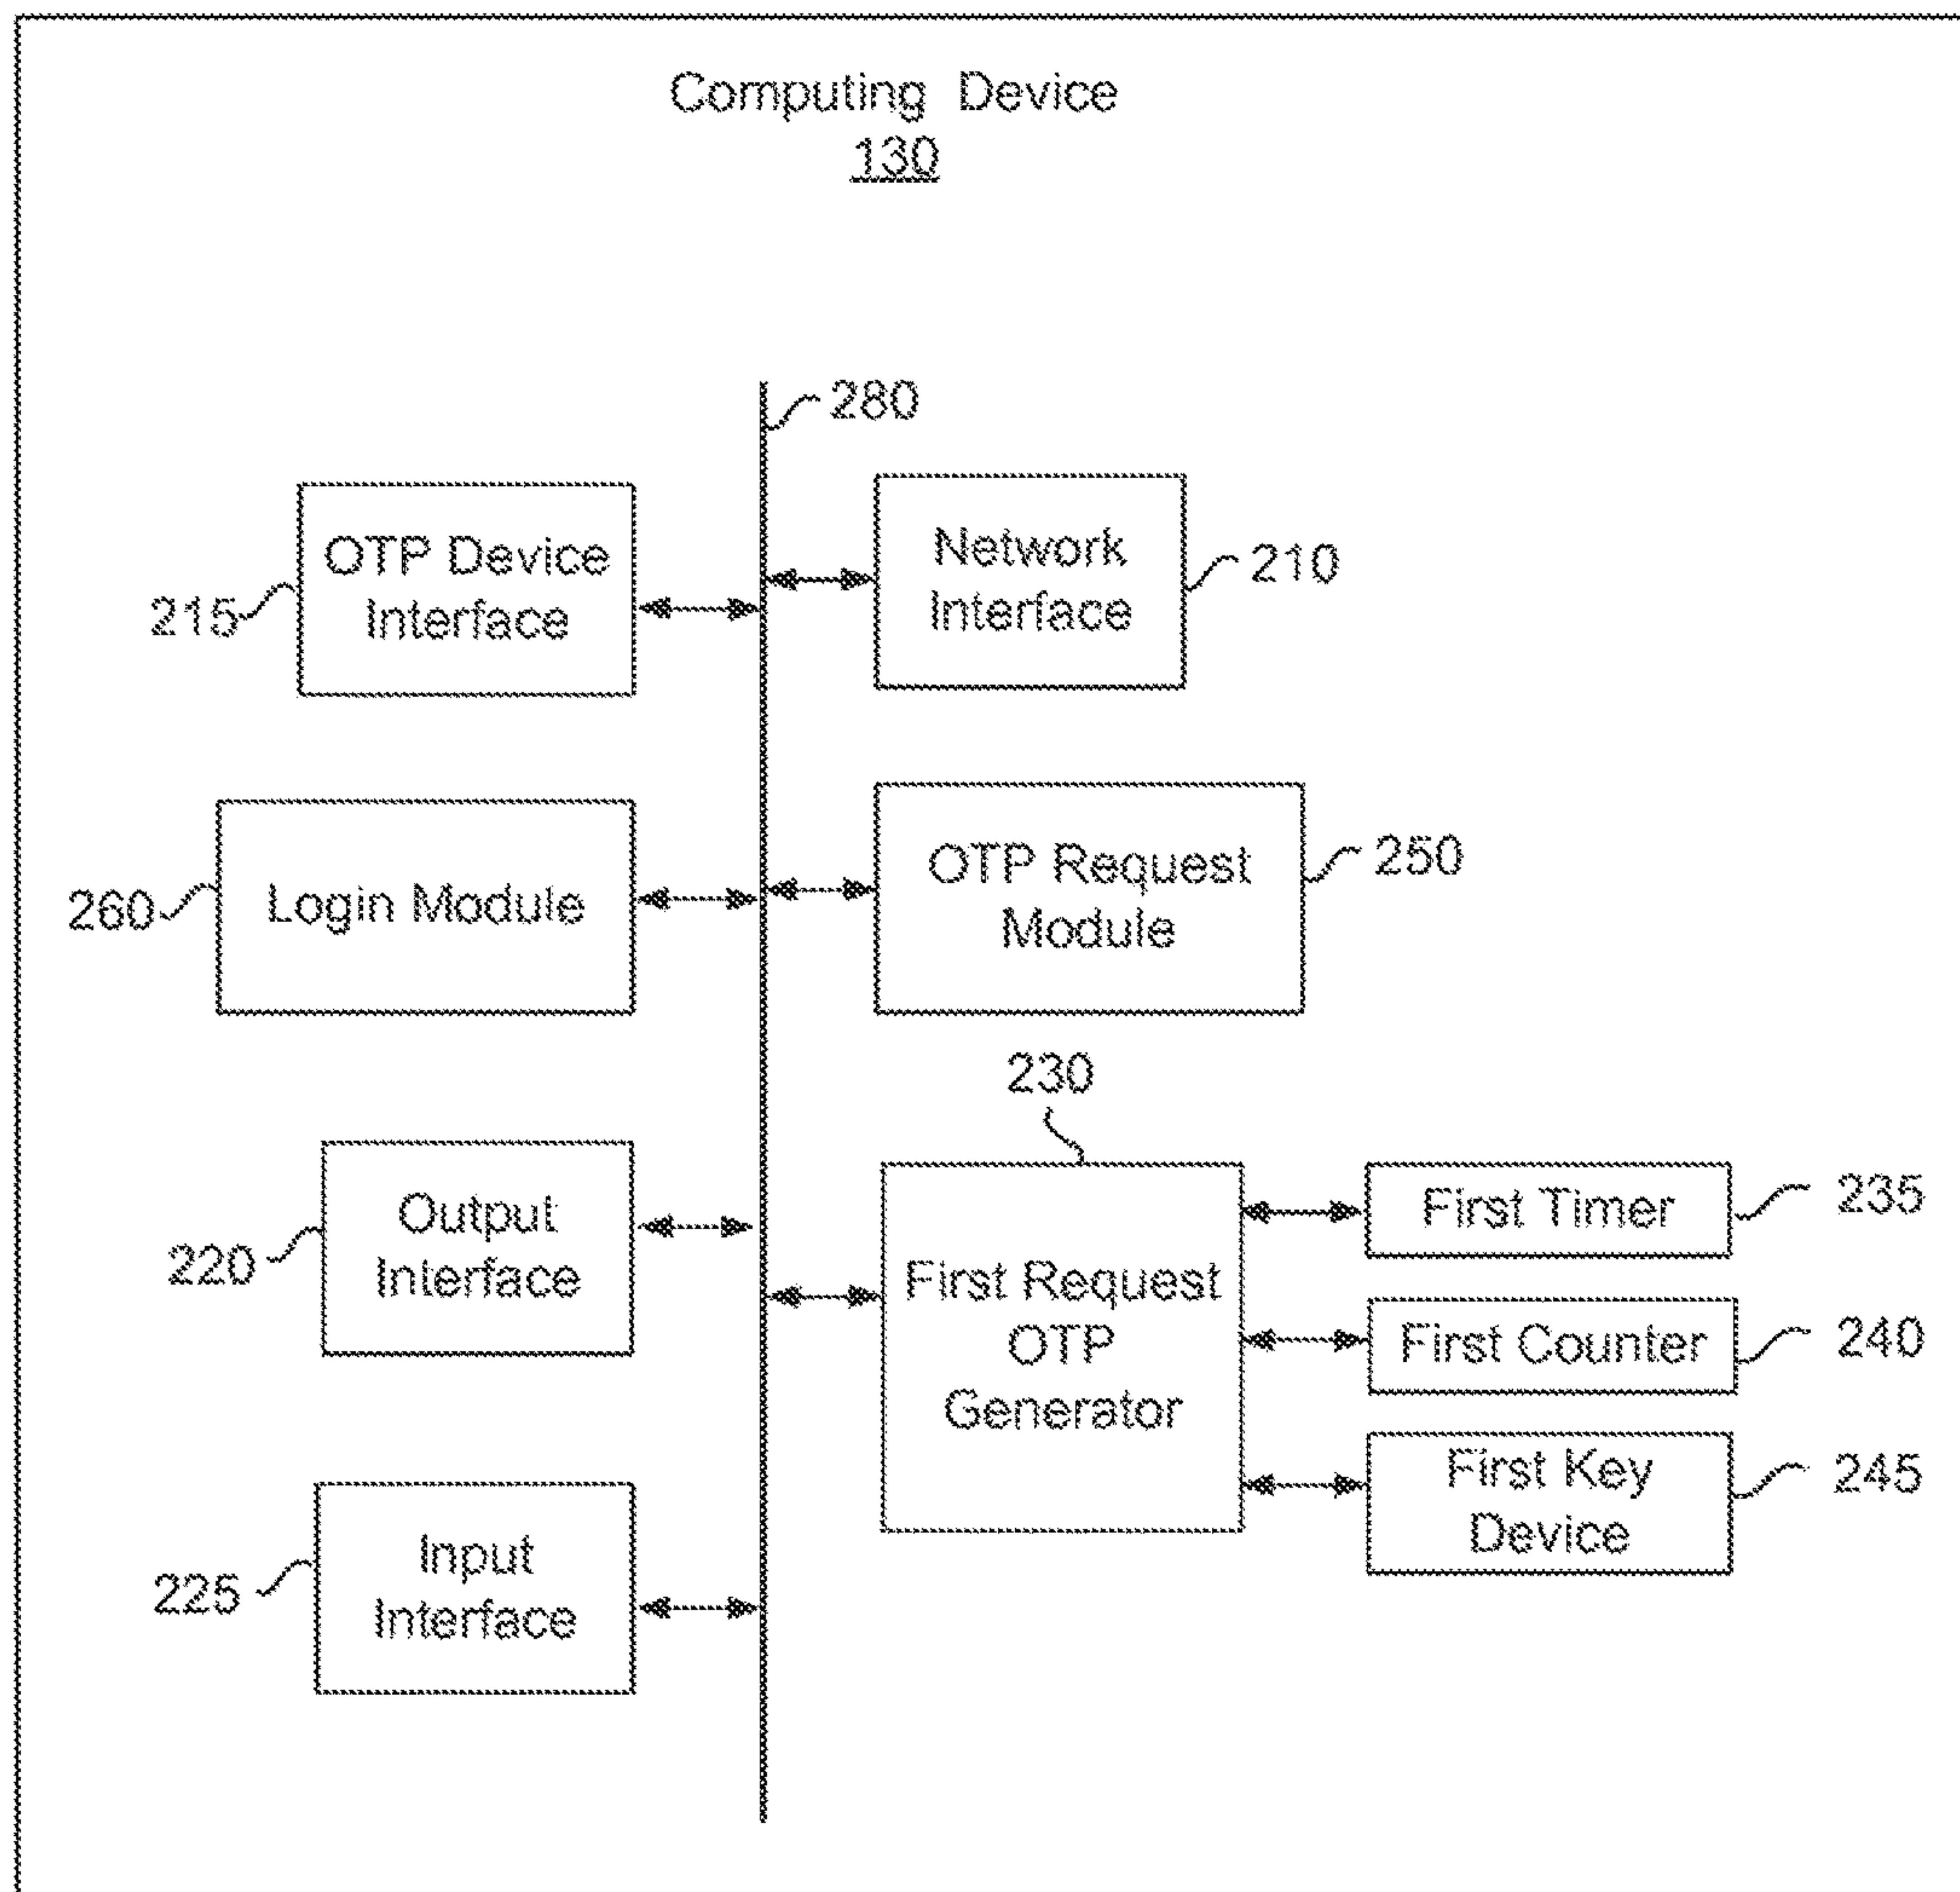 Computing Device
130
280
OTP Device
Interface
215
Network
Interface
210
Login Module
260
OTP Request
Module
250
230
Output
Interface
220
First Request
OTP
Generator
First Timer
235
First Counter
240
First Key
Device
245
Input
Interface
225